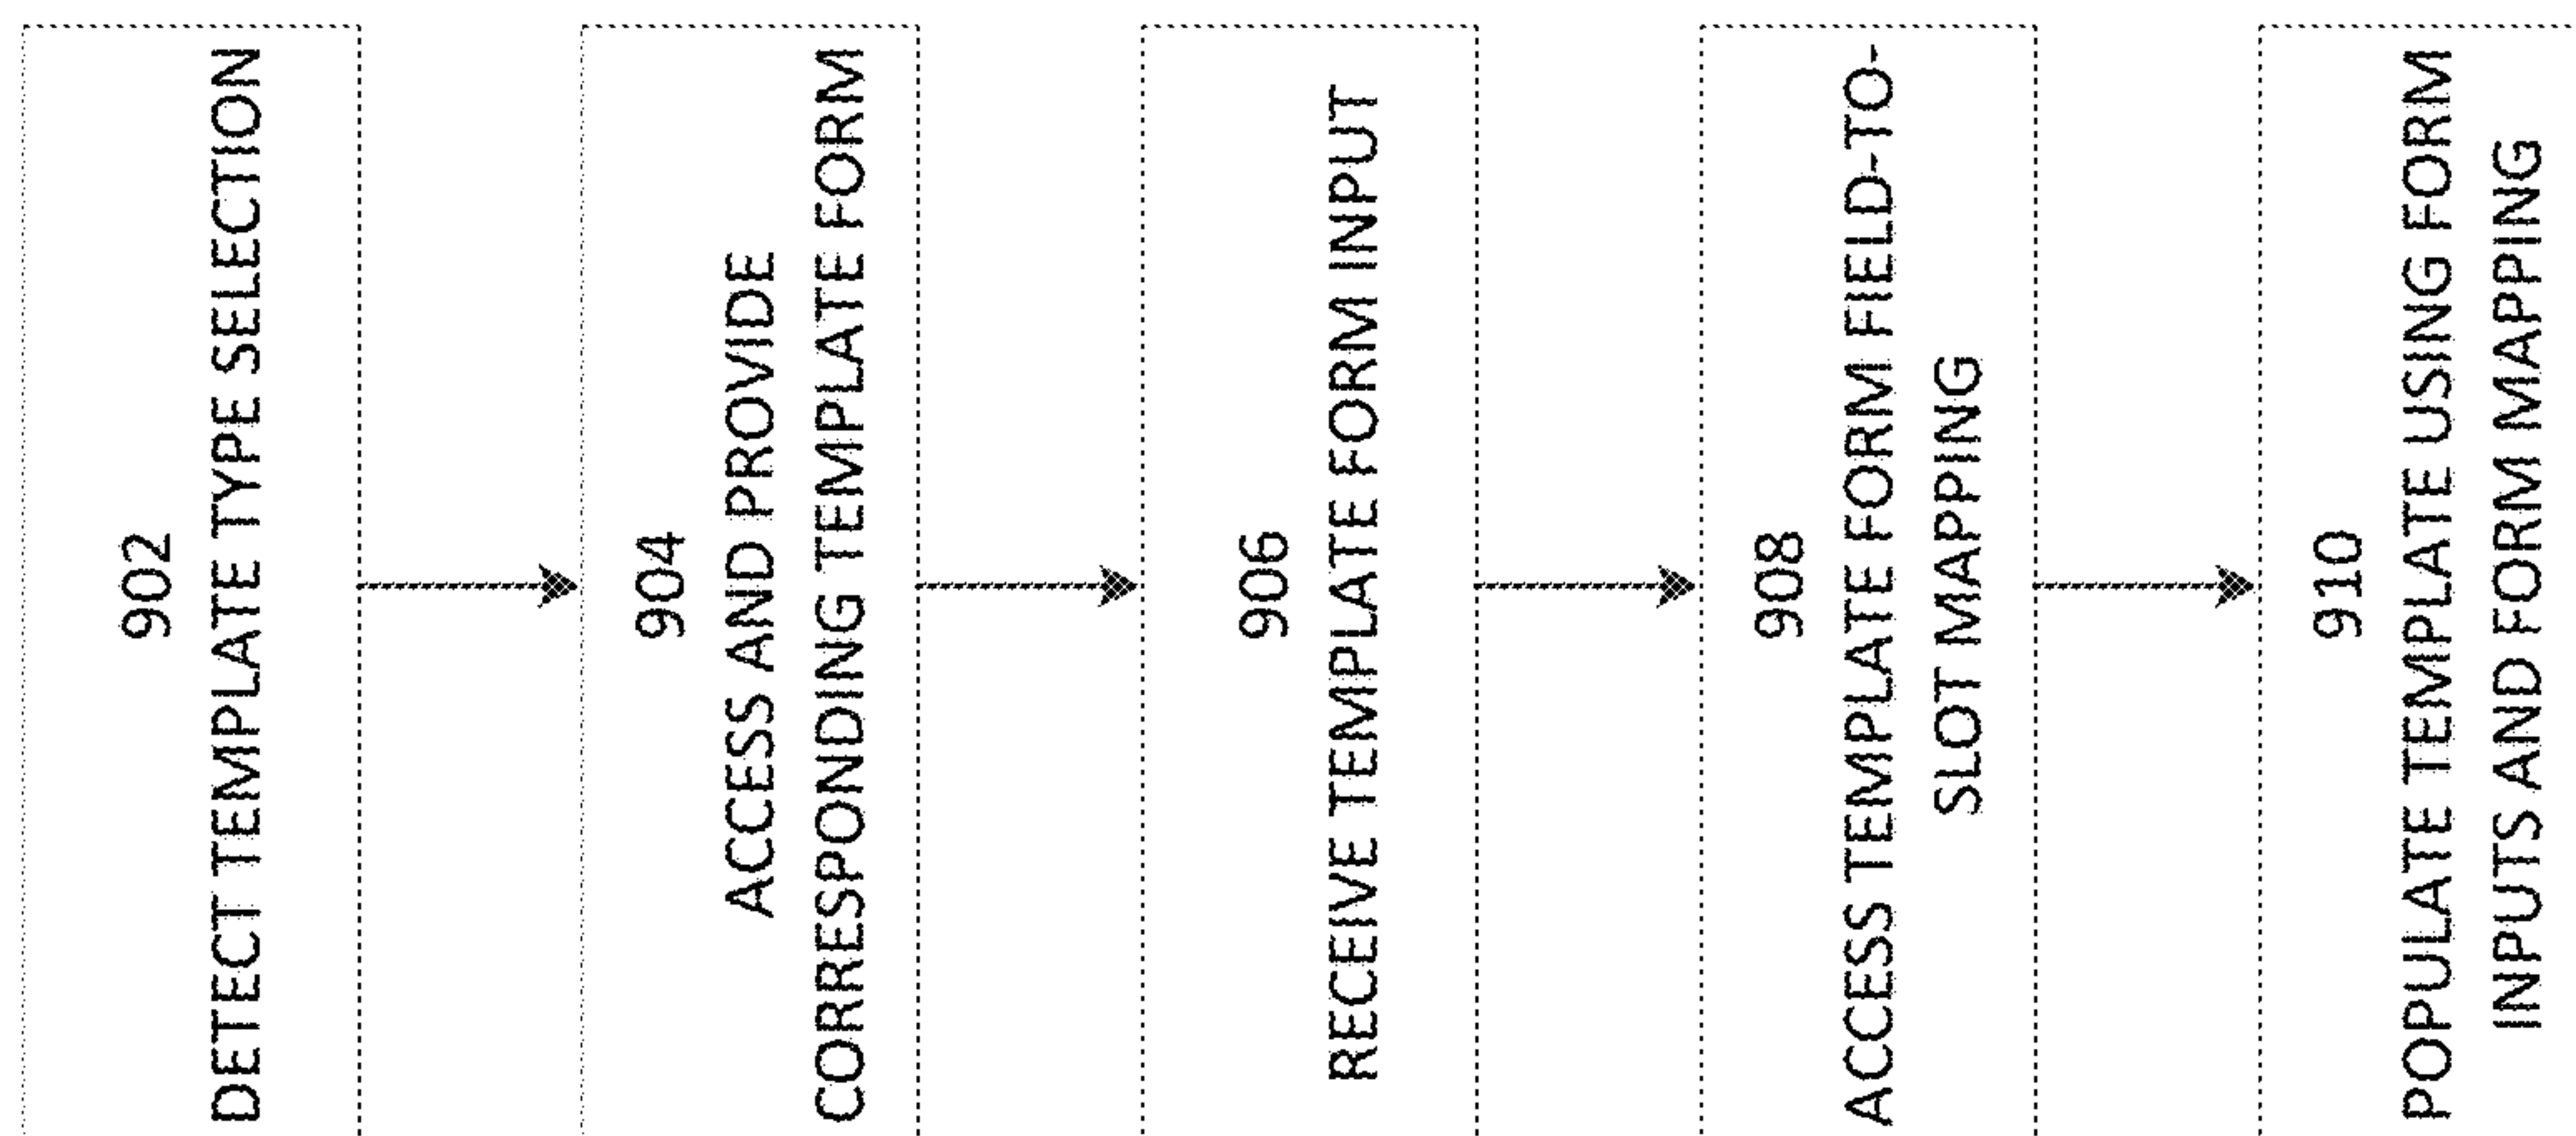 902
DETECT TEMPLATE TYPE SELECTION
904
ACCESS AND PROVIDE
CORRESPONDING TEMPLATE FORM
906
RECEIVE TEMPLATE FORM INPUT
908
ACCESS TEMPLATE FORM FIELD-TO-
SLOT MAPPING
910
POPULATE TEMPLATE USING FORM
INPUTS AND FORM MAPPING